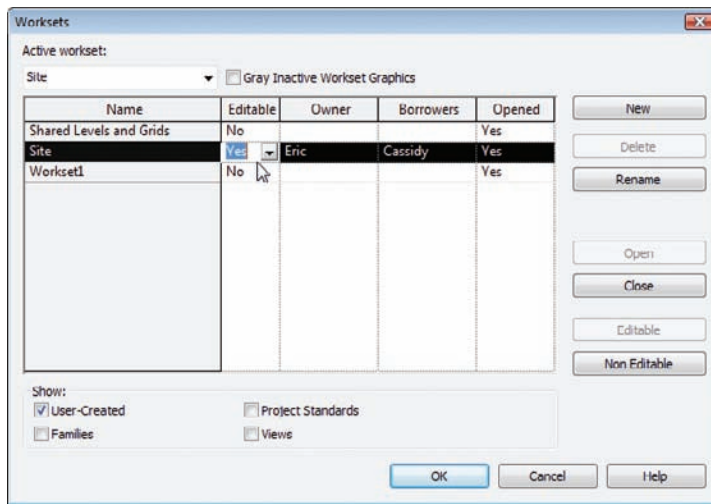 Worksets
Active workset:
Site
Gray Inactive Workset Graphics
Name Editable Owner Borrowers Opened
Shared Levels and Grids No Yes
Site Yes Eric Cassidy Yes
Workset1 No Yes
New
Delete
Rename
Open
Close
Editable
Non Editable
Show:
User-Created Project Standards
Families Views
OK Cancel Help